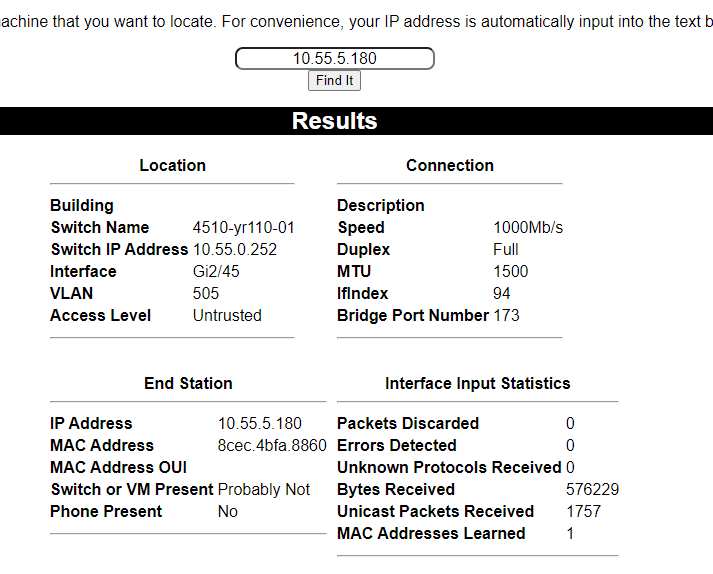 machine that you want to locate. For convenience, your IP address is automatically input into the text b
10.55.5.180
Find It
Results
Location
Building
Switch Name 4510-yr110-01
Switch IP Address 10.55.0.252
Interface Gi2/45
VLAN 505
Access Level Untrusted
Connection
Description
Speed 1000Mb/s
Duplex Full
MTU 1500
IfIndex 94
Bridge Port Number 173
End Station
IP Address 10.55.5.180
MAC Address 8cec.4bfa.8860
MAC Address OUI
Switch or VM Present Probably Not
Phone Present No
Interface Input Statistics
Packets Discarded 0
Errors Detected 0
Unknown Protocols Received 0
Bytes Received 576229
Unicast Packets Received 1757
MAC Addresses Learned 1